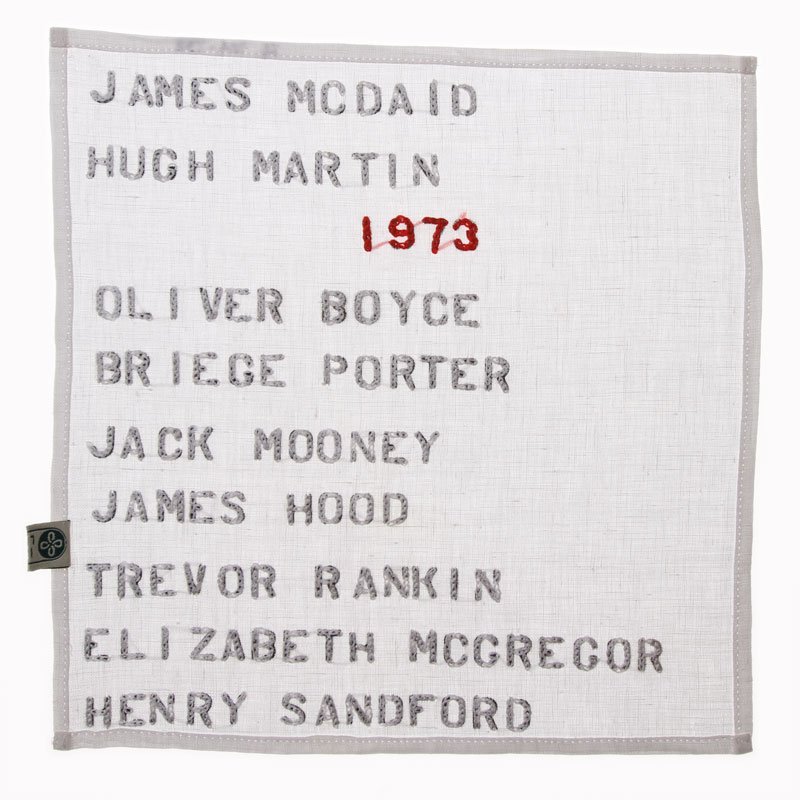 JAMES MCDAID
HUGH MARTIN
1973
OLIVER BOYCE
BRIEGE PORTER
JACK MOONEY
JAMES HOOD
TREVOR RANKIN
ELIZABETH MCGREGOR
HENRY SANDFORD